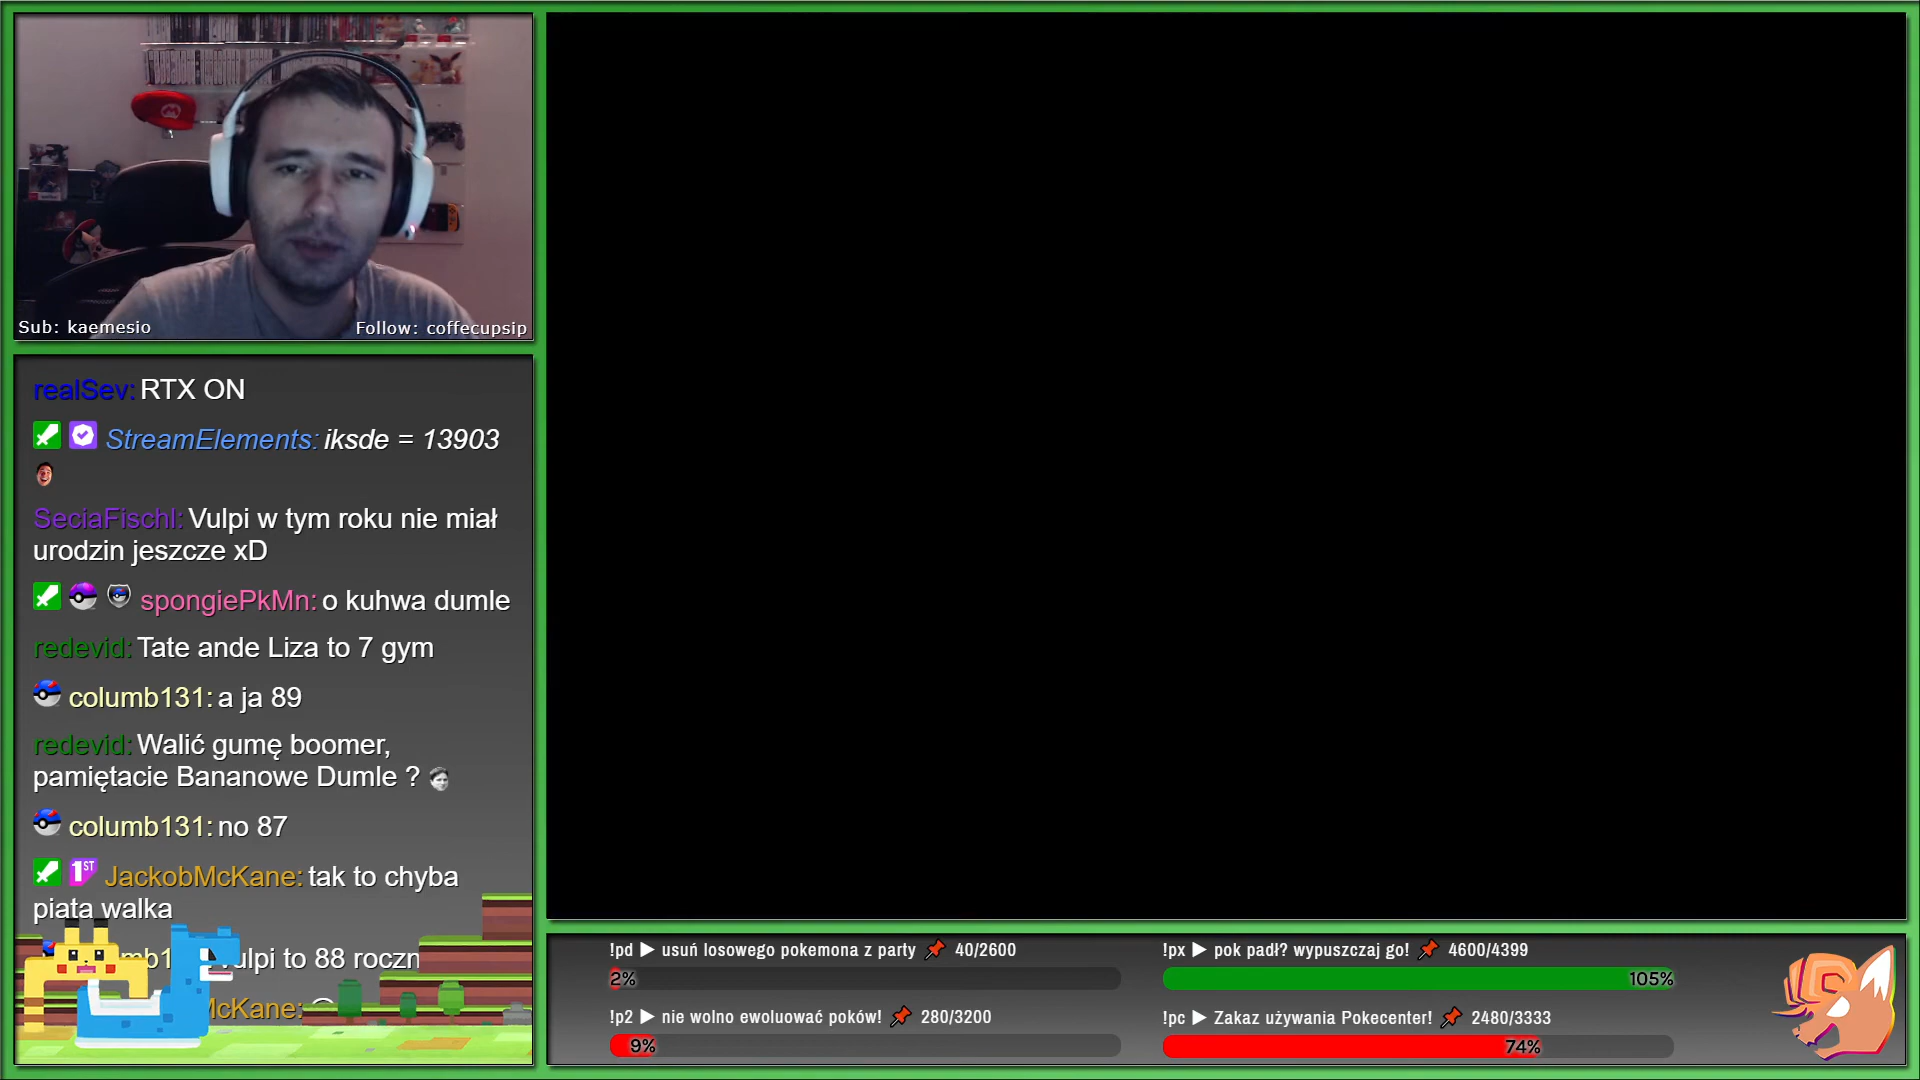 Sub: kaemesio
Follow: coffecupsip
realSev: RTX ON
StreamElements: iksde = 13903
SeciaFischl: Vulpi w tym roku nie miał
urodzin jeszcze xD
spongiePkMn: o kuhwa dumle
redevid: Tate ande Liza to 7 gym
columb131: a ja 89
redevid: Walić gumę boomer,
pamiętacie Bananowe Dumle ?
columb131: no 87
1ST JackobMcKane: tak to chyba
piąta walka
to 88 roczn
McKane:
!pd ▶ usuń losowego pokemona z party 40/2600
2%
!p2 ▶ nie wolno ewoluować poków! 280/3200
9%
!px ▶ pok padł? wypuszczaj go! 4600/4399
105%
!pc ▶ Zakaz używania Pokecenter! 2480/3333
74%